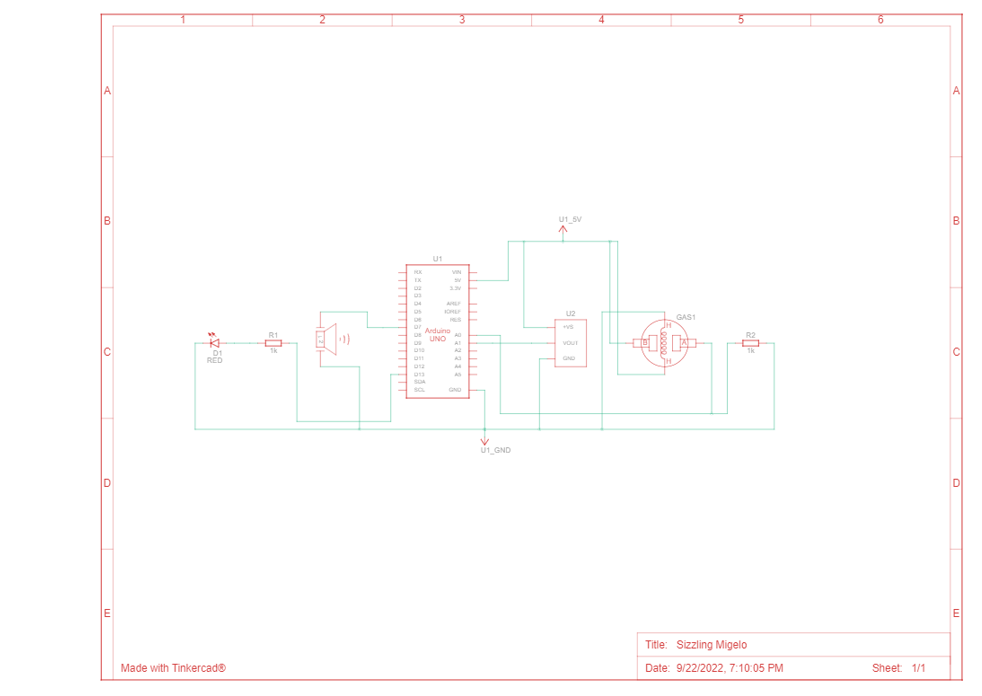 1 2 3 4 5 6
A A
B B
U1_5V
U1
RX VIN
TX 5V
D2 3.3V
D3
D4 AREF
D5 IOREF
D6 RES
D7
D8 A0
D9 A1
D10 A2
D11 A3
D12 A4
D13 A5
SDA
SCL GND
Arduino
UNO
U2
+VS
VOUT
GND
GAS1
H
B A
H
C C
D1
RED
R1
1k
R2
1k
U1_GND
D D
E E
Title: Sizzling Migelo
Date: 9/22/2022, 7:10:05 PM Sheet: 1/1
Made with Tinkercad®